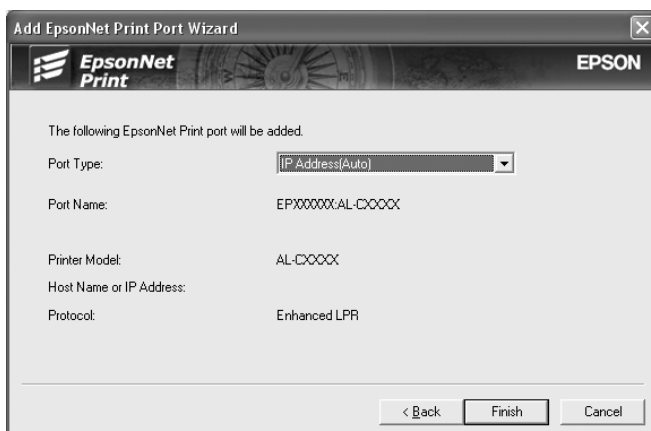 Add EpsonNet Print Port Wizard
EpsonNet
Print
EPSON
The following EpsonNet Print port will be added.
Port Type: IP Address(Auto)
Port Name: EPXXXXXX:AL-CXXXX
Printer Model: AL-CXXXX
Host Name or IP Address:
Protocol: Enhanced LPR
< Back Finish Cancel